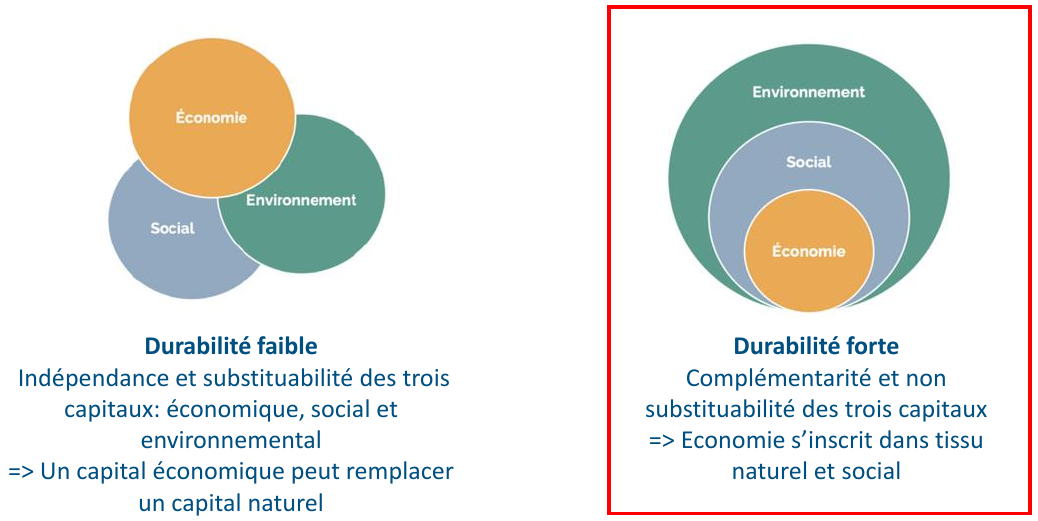 Économie
Environnement
Social
Durabilité faible
Indépendance et substituabilité des trois
capitaux: économique, social et
environnemental
=> Un capital économique peut remplacer
un capital naturel
Environnement
Social
Économie
Durabilité forte
Complémentarité et non
substituabilité des trois capitaux
=> Economie s’inscrit dans tissu
naturel et social